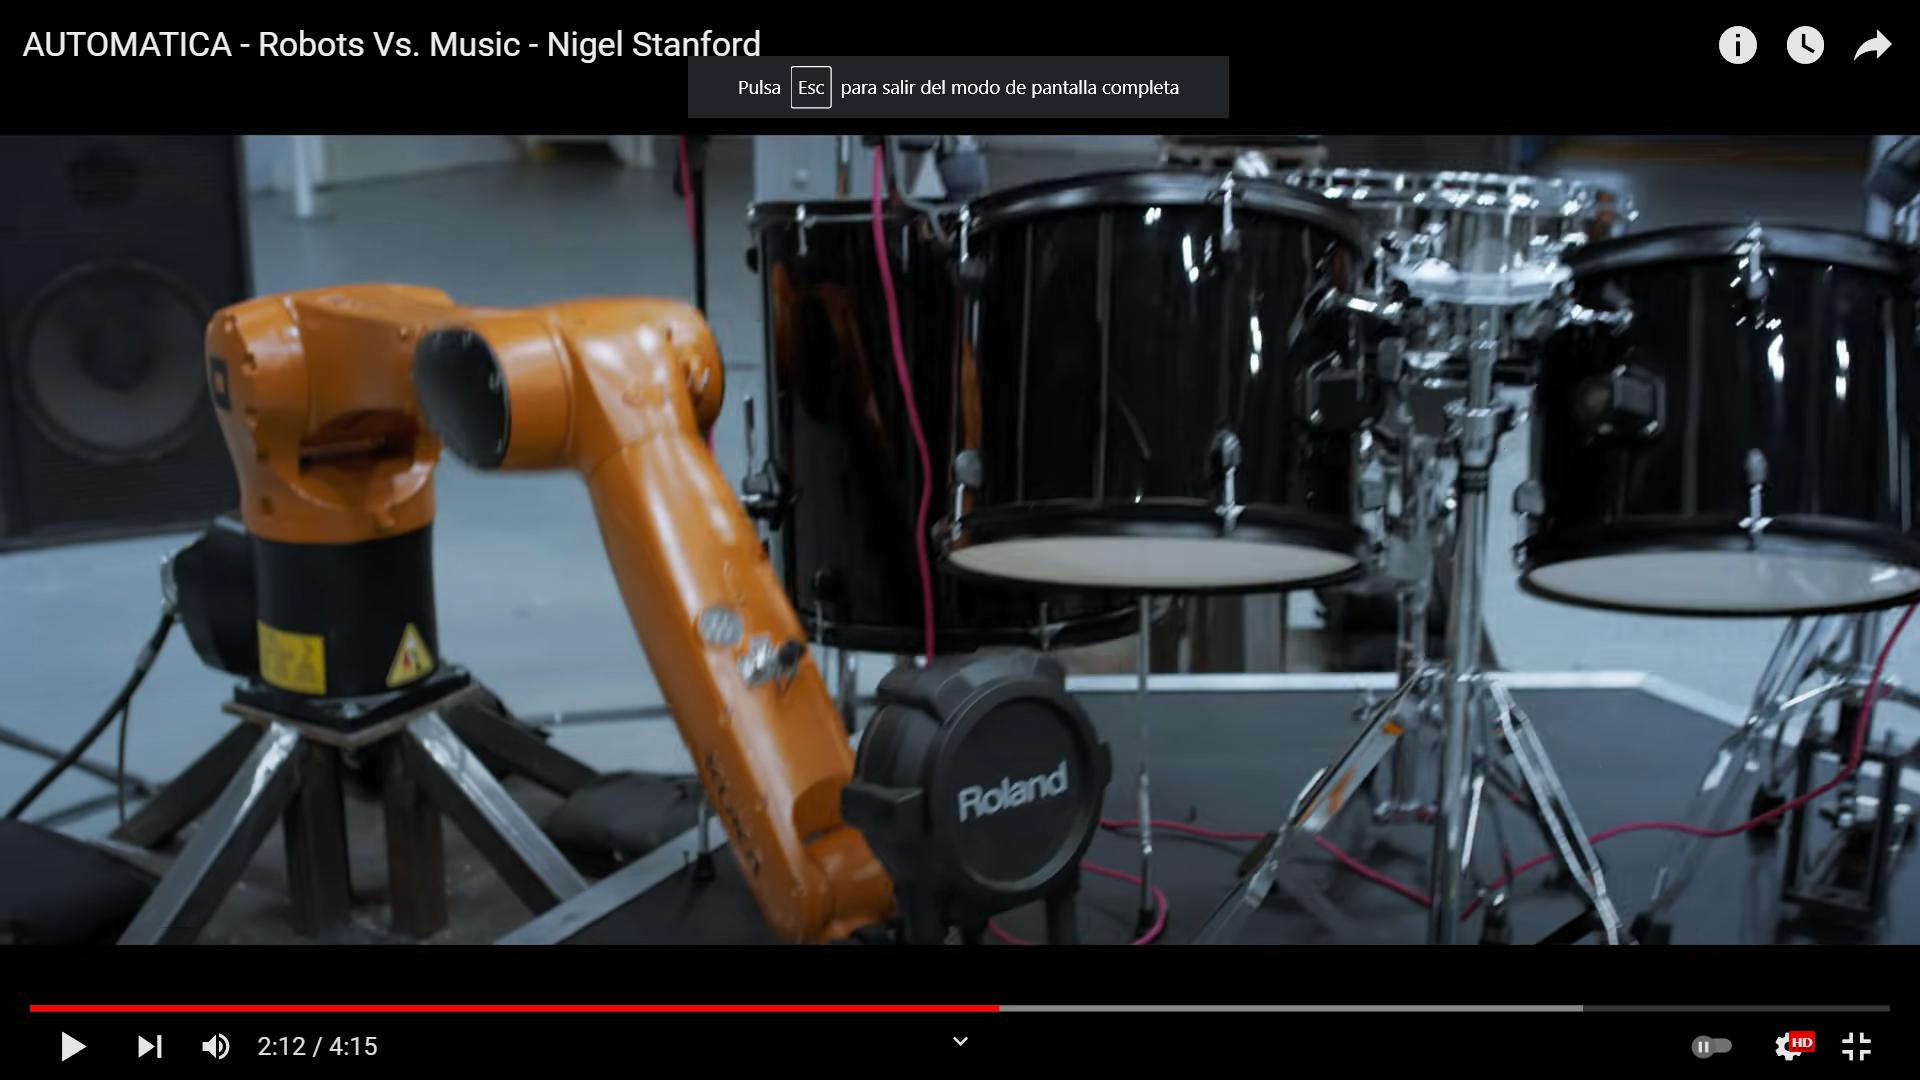 AUTOMATICA - Robots Vs. Music - Nigel Stanford
Pulsa Esc para salir del modo de pantalla completa
Roland
2:12 / 4:15
HD